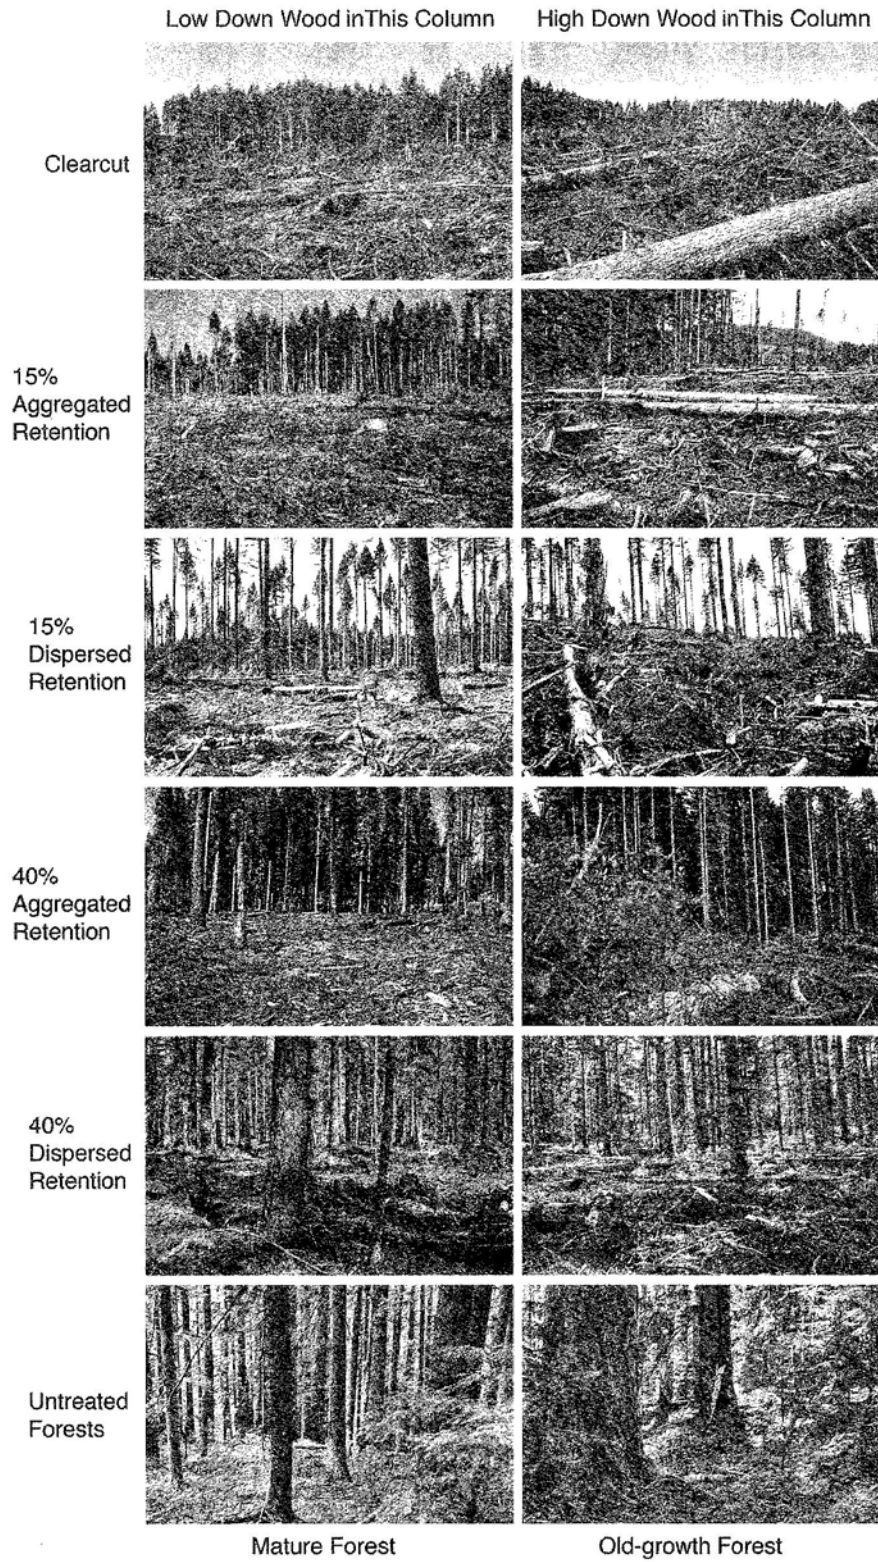 Low Down Wood inThis Column
High Down Wood inThis Column
Clearcut
15%
Aggregated
Retention
15%
Dispersed
Retention
40%
Aggregated
Retention
40%
Dispersed
Retention
Untreated
Forests
Mature Forest
Old-growth Forest